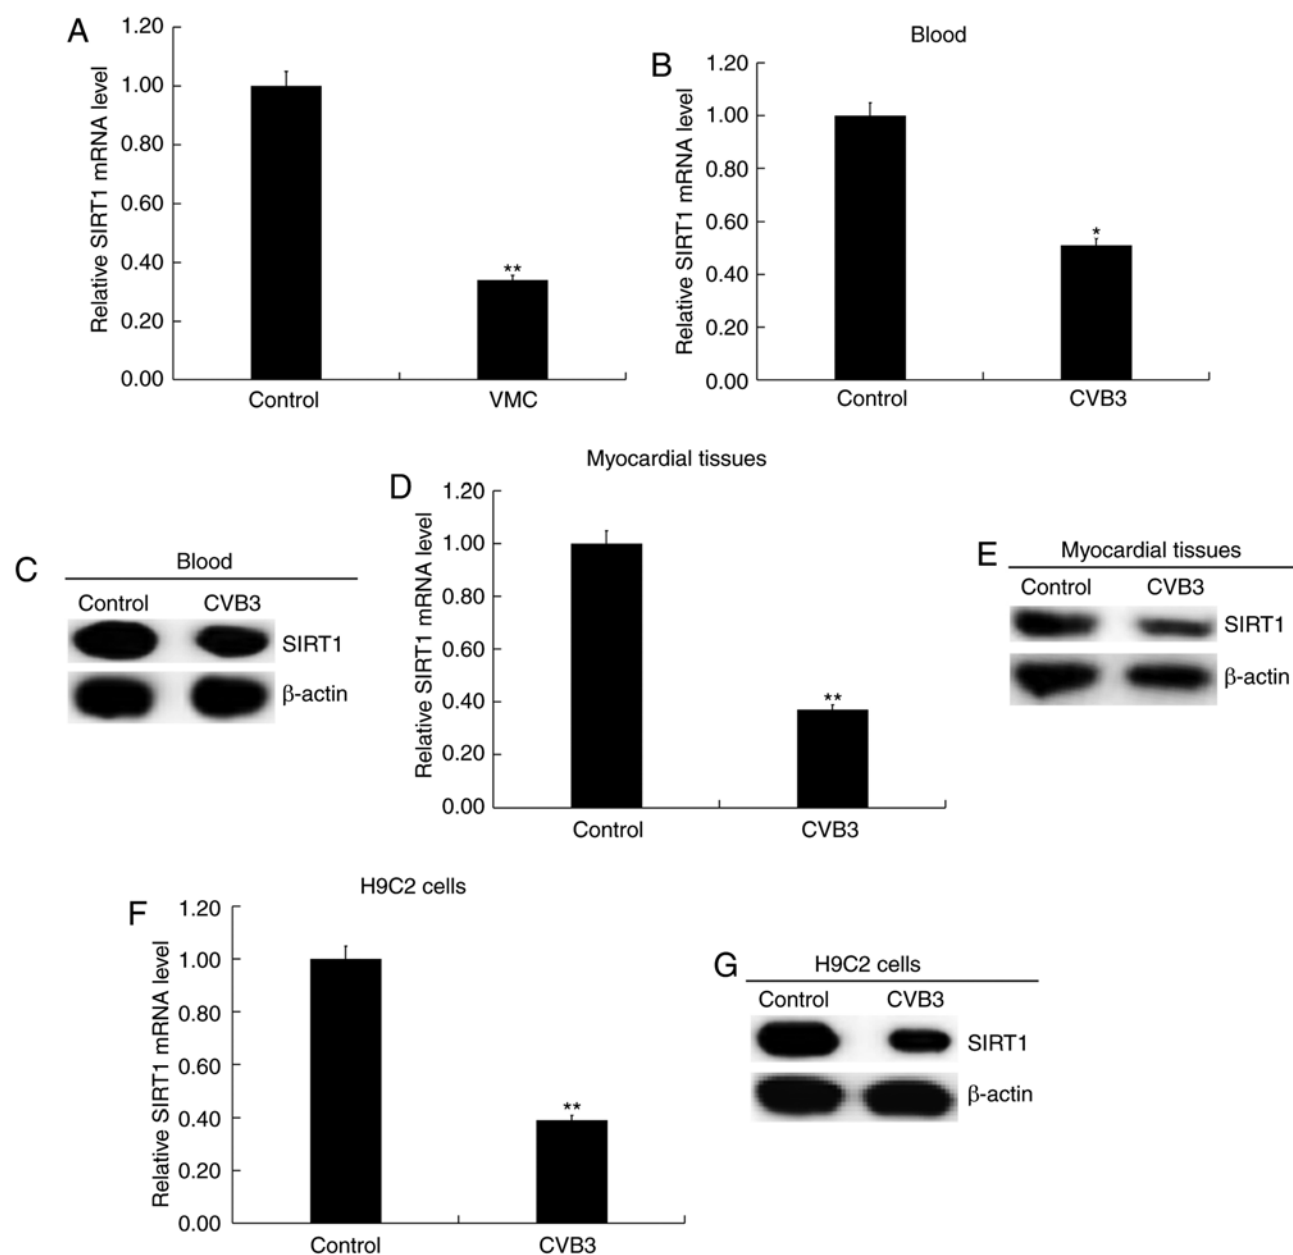 A
Relative SIRT1 mRNA level
1.20
1.00
0.80
0.60
0.40
0.20
0.00
**
Control VMC
B
Blood
Relative SIRT1 mRNA level
1.20
1.00
0.80
0.60
0.40
0.20
0.00
*
Control CVB3
C
Blood
Control CVB3
SIRT1
β-actin
D
Myocardial tissues
Relative SIRT1 mRNA level
1.20
1.00
0.80
0.60
0.40
0.20
0.00
**
Control CVB3
E
Myocardial tissues
Control CVB3
SIRT1
β-actin
F
H9C2 cells
Relative SIRT1 mRNA level
1.20
1.00
0.80
0.60
0.40
0.20
0.00
**
Control CVB3
G
H9C2 cells
Control CVB3
SIRT1
β-actin